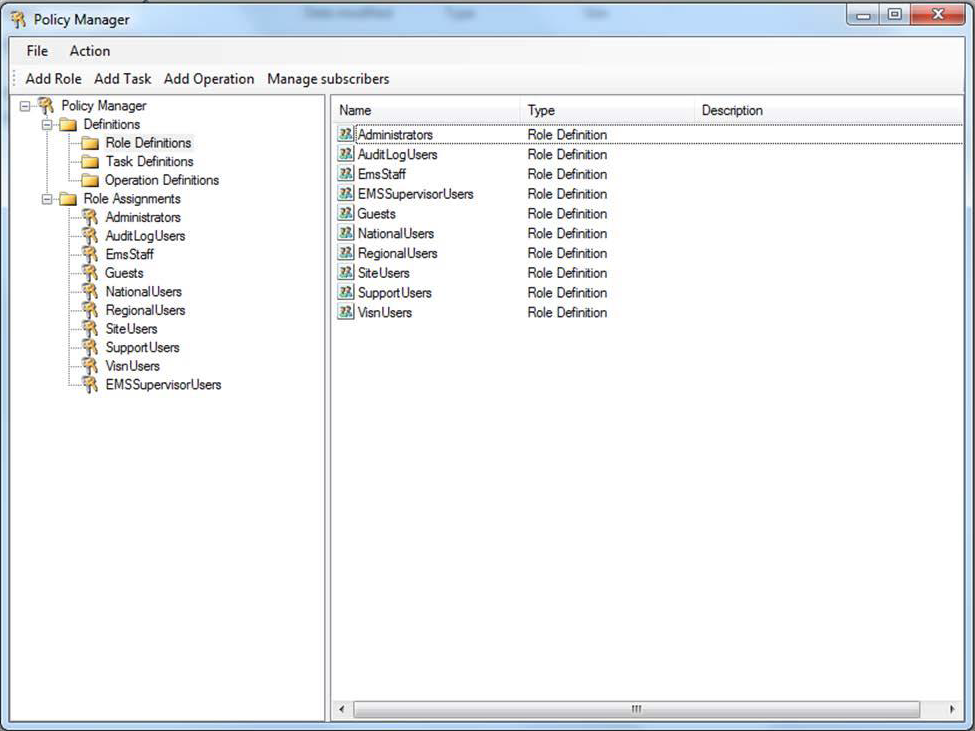 Policy Manager
File Action
Add Role Add Task Add Operation Manage subscribers
Policy Manager
Definitions
Role Definitions
Task Definitions
Operation Definitions
Role Assignments
Administrators
AuditLogUsers
EmsStaff
Guests
NationalUsers
RegionalUsers
SiteUsers
SupportUsers
VisnUsers
EMSSupervisorUsers
Name Type Description
Administrators Role Definition
AuditLogUsers Role Definition
EmsStaff Role Definition
EMSSupervisorUsers Role Definition
Guests Role Definition
NationalUsers Role Definition
RegionalUsers Role Definition
SiteUsers Role Definition
SupportUsers Role Definition
VisnUsers Role Definition